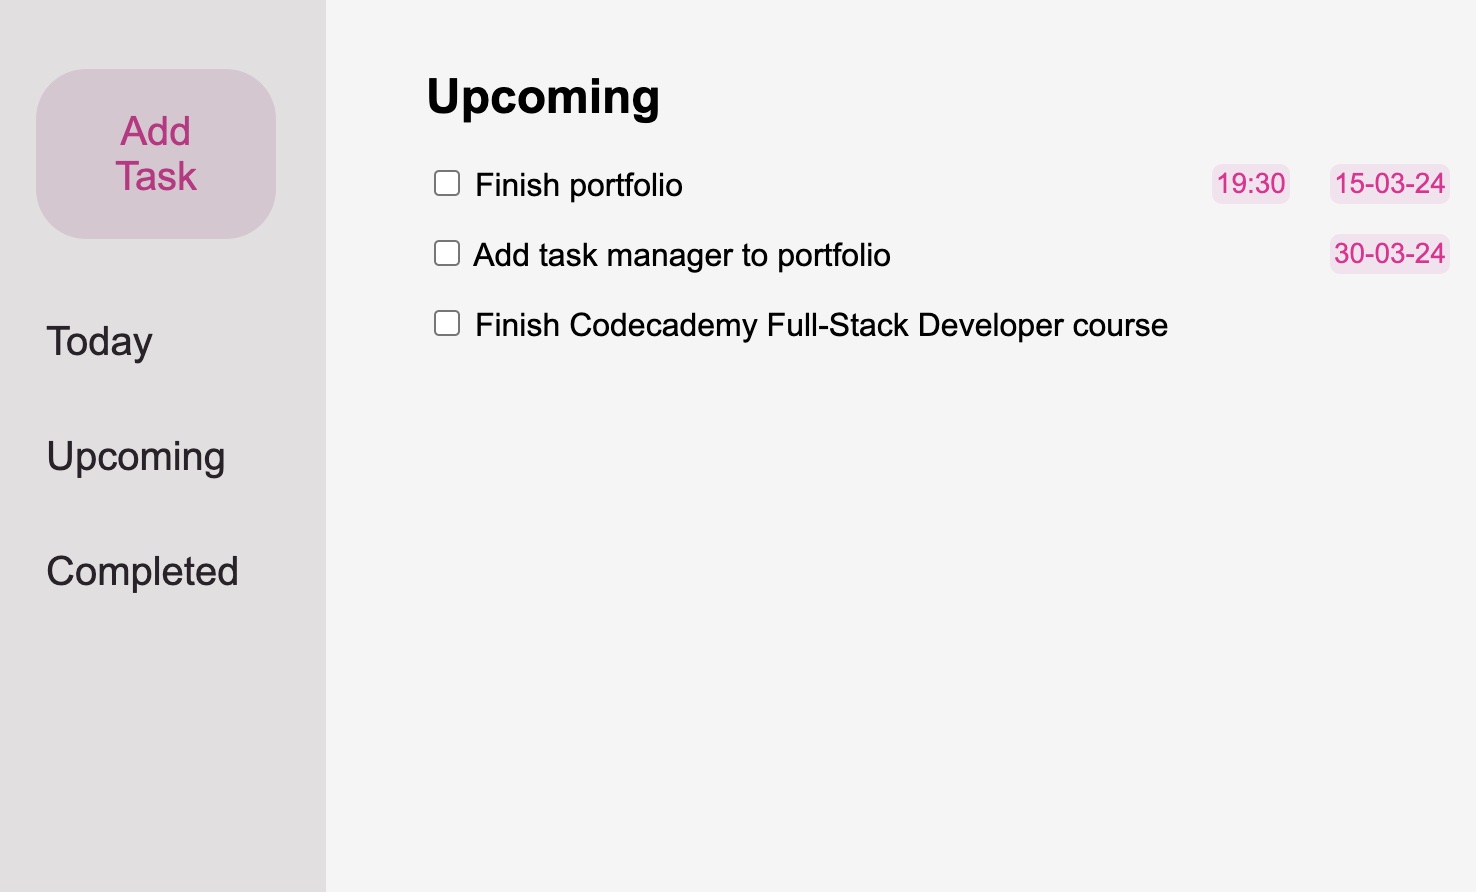 Add
Task
Today
Upcoming
Completed
Upcoming
Finish portfolio 19:30 15-03-24
Add task manager to portfolio 30-03-24
Finish Codecademy Full-Stack Developer course